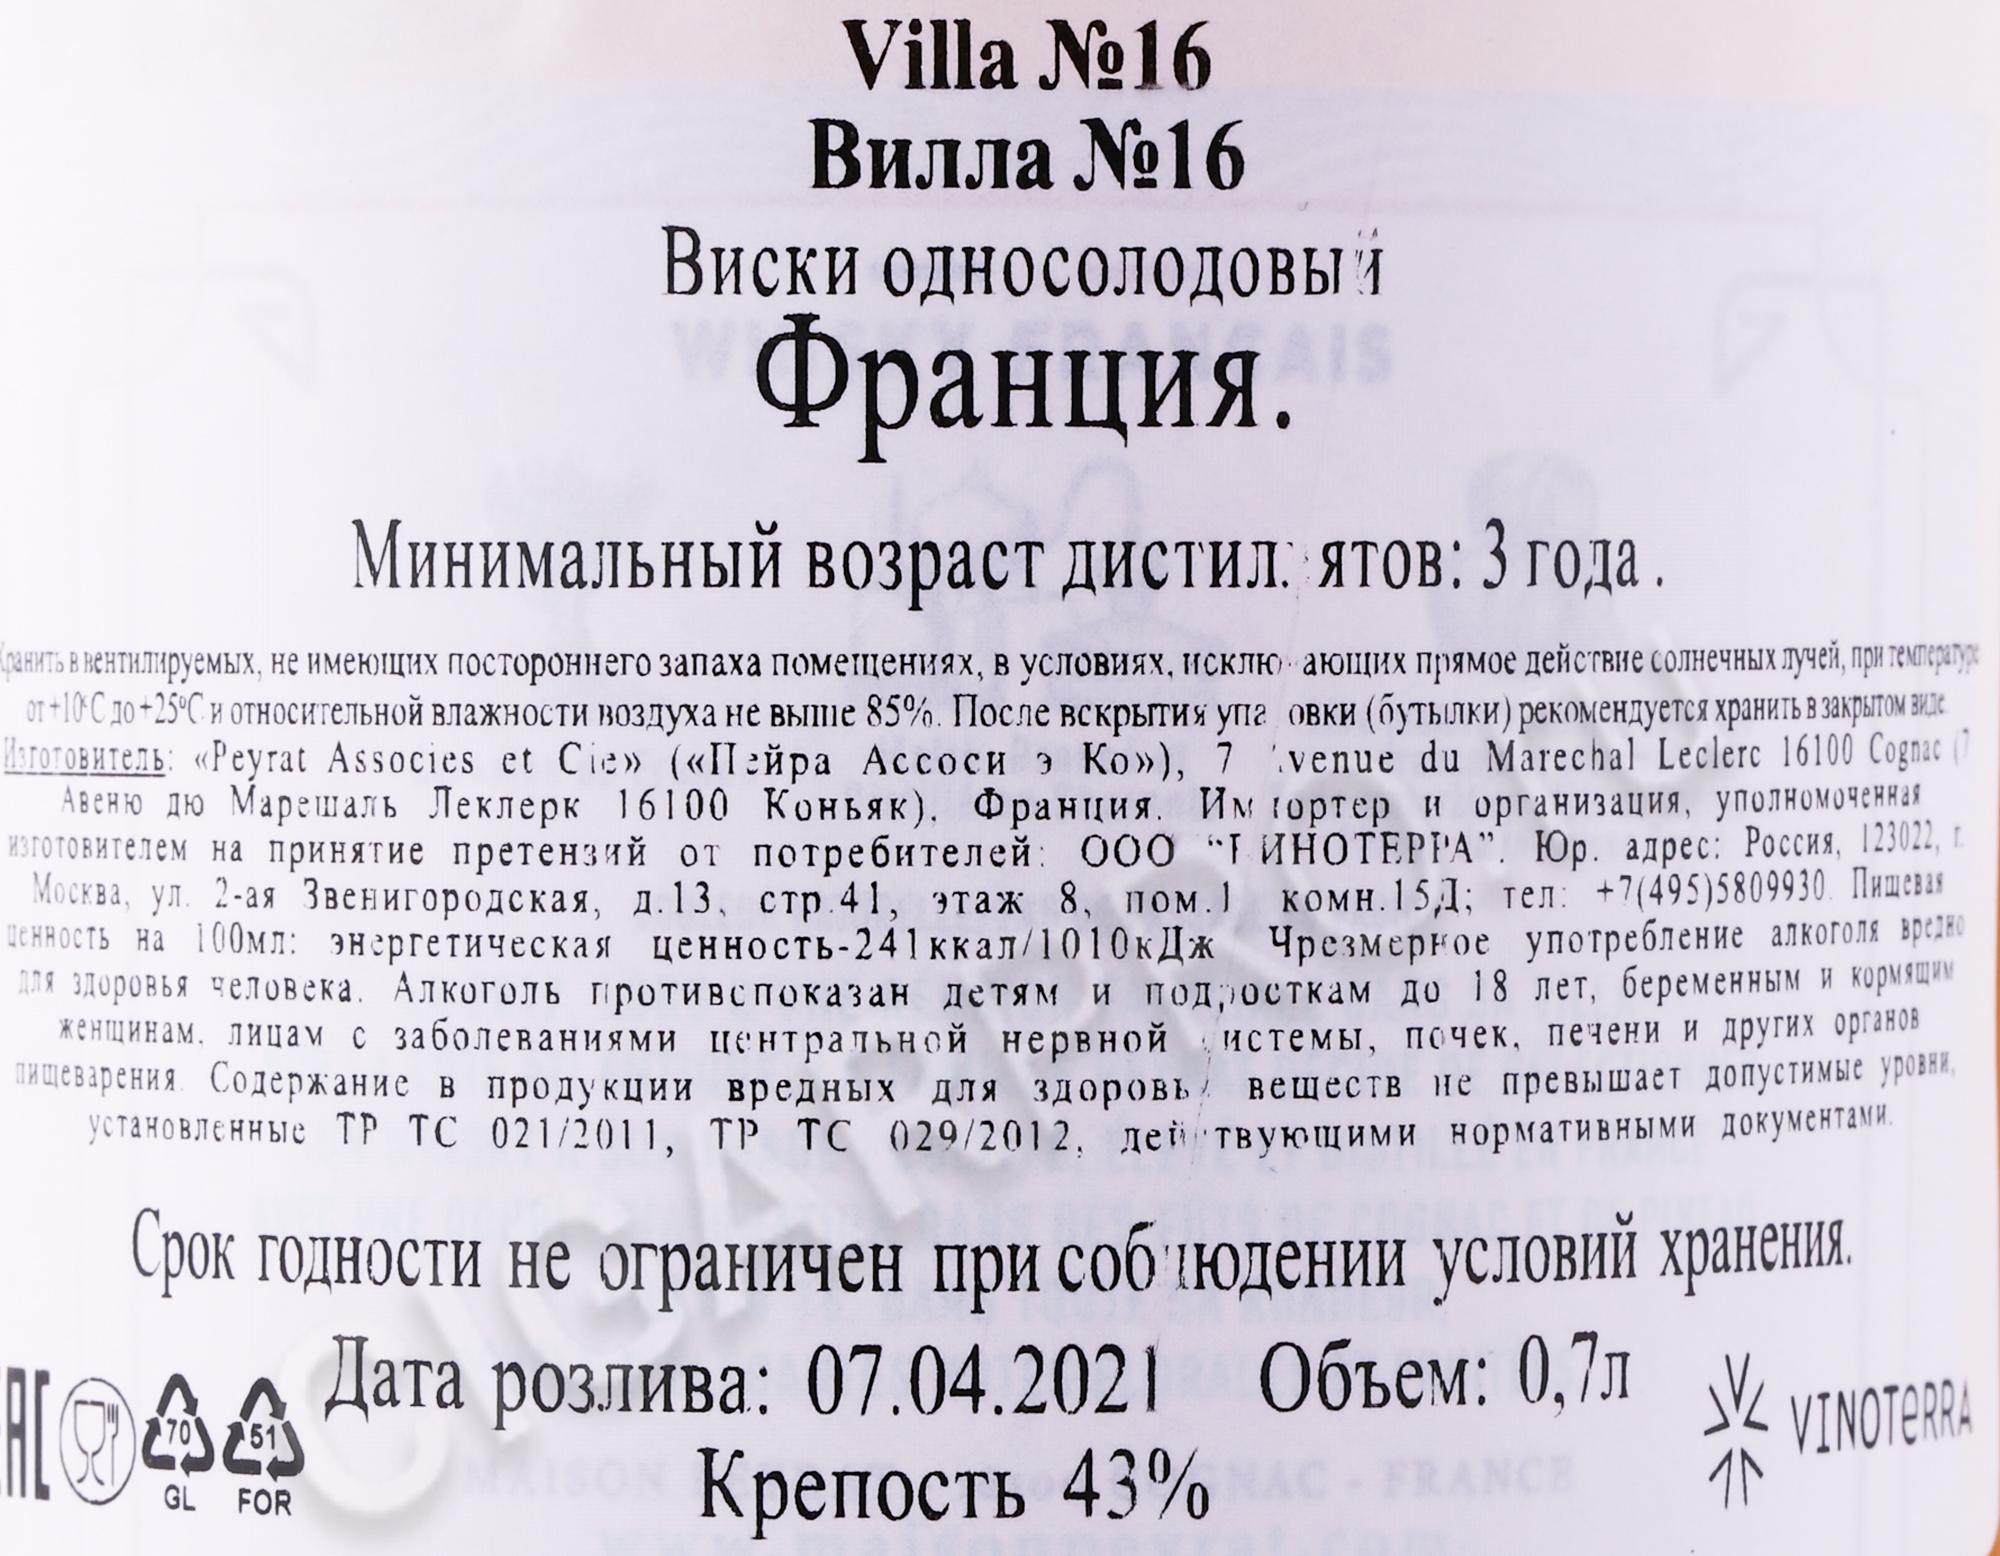 Villa №16
Вилла №16
Виски односолодовый
WHISKY FRANCAIS
Франция.
Минимальный возраст дистиллятов: 3 года.
Хранить в вентилируемых, не имеющих постороннего запаха помещениях, в условиях, исключающих прямое действие солнечных лучей, при температуре
от +10°С до +25°С и относительной влажности воздуха не выше 85%. После вскрытия упаковки (бутылки) рекомендуется хранить в закрытом виде.
Изготовитель: «Peyrat Associes et Cie» («Пейра Ассоси э Ко»), 7 Avenue du Marechal Leclerc 16100 Cognac (7
Авеню дю Марешаль Леклерк 16100 Коньяк), Франция. Импортер и организация, уполномоченная
изготовителем на принятие претензий от потребителей: ООО "ВИНОТЕРРА". Юр. адрес: Россия, 123022, г.
Москва, ул. 2-ая Звенигородская, д.13, стр.41, этаж 8, пом.1 комн.15Д; тел: +7(495)5809930. Пищевая
ценность на 100мл: энергетическая ценность-241ккал/1010кДж Чрезмерное употребление алкоголя вредно
для здоровья человека. Алкоголь противопоказан детям и подросткам до 18 лет, беременным и кормящим
женщинам, лицам с заболеваниями центральной нервной системы, почек, печени и других органов
пищеварения. Содержание в продукции вредных для здоровья веществ не превышает допустимые уровни,
установленные ТР ТС 021/2011, ТР ТС 029/2012, действующими нормативными документами.
Срок годности не ограничен при соблюдении условий хранения.
Дата розлива: 07.04.2021 Объем: 0,7л
Крепость 43%
EAC
70
GL
51
FOR
VINOTERRA
CIGARPRO.RU